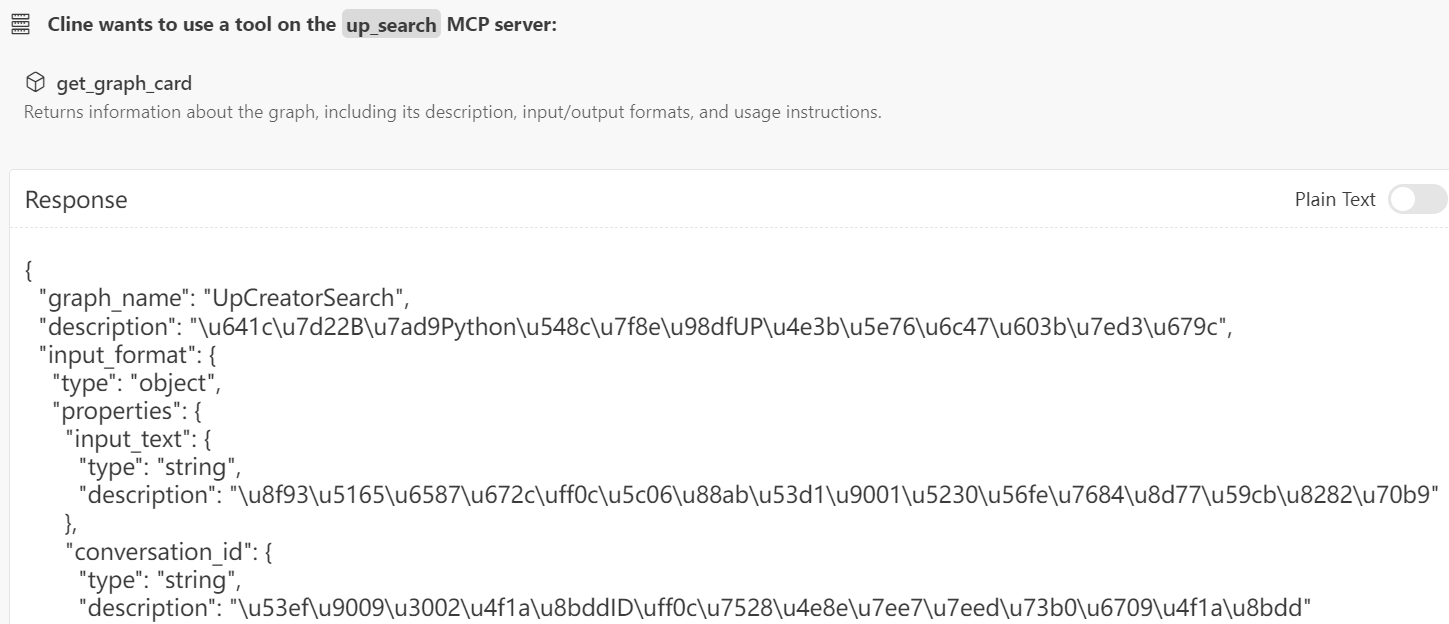 Cline wants to use a tool on the up_search MCP server:
get_graph_card
Returns information about the graph, including its description, input/output formats, and usage instructions.
Response
Plain Text
{
"graph_name": "UpCreatorSearch",
"description": "\u641c\u7d22B\u7ad9Python\u548c\u7f8e\u98dfUP\u4e3b\u5e76\u6c47\u603b\u7ed3\u679c",
"input_format": {
"type": "object",
"properties": {
"input_text": {
"type": "string",
"description": "\u8f93\u5165\u6587\u672c\uff0c\u5c06\u88ab\u53d1\u9001\u5230\u56fe\u7684\u8d77\u59cb\u8282\u70b9"
},
"conversation_id": {
"type": "string",
"description": "\u53ef\u9009\u3002\u4f1a\u8bddID\uff0c\u7528\u4e8e\u7ee7\u7eed\u73b0\u6709\u4f1a\u8bdd"